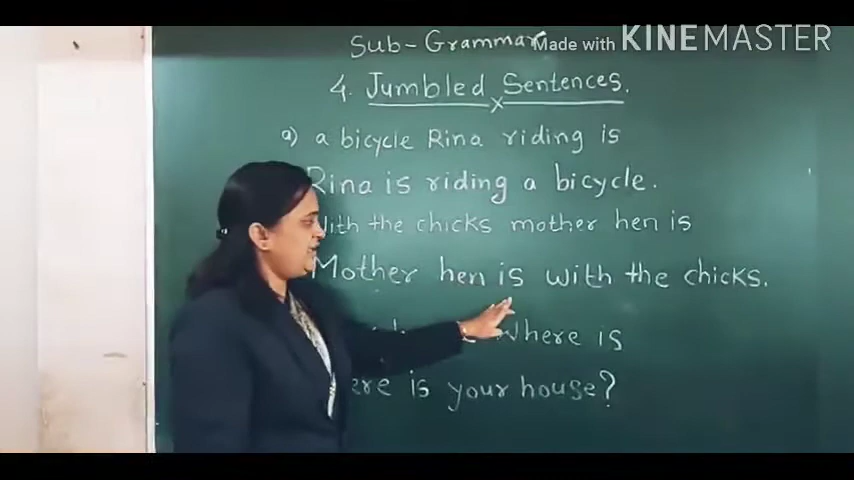 Sub-Grammar
Made with KINEMASTER
4. Jumbled Sentences.
a) a bicycle Rina riding is
Rina is riding a bicycle.
With the chicks mother hen is
Mother hen is with the chicks.
Where is
is your house?